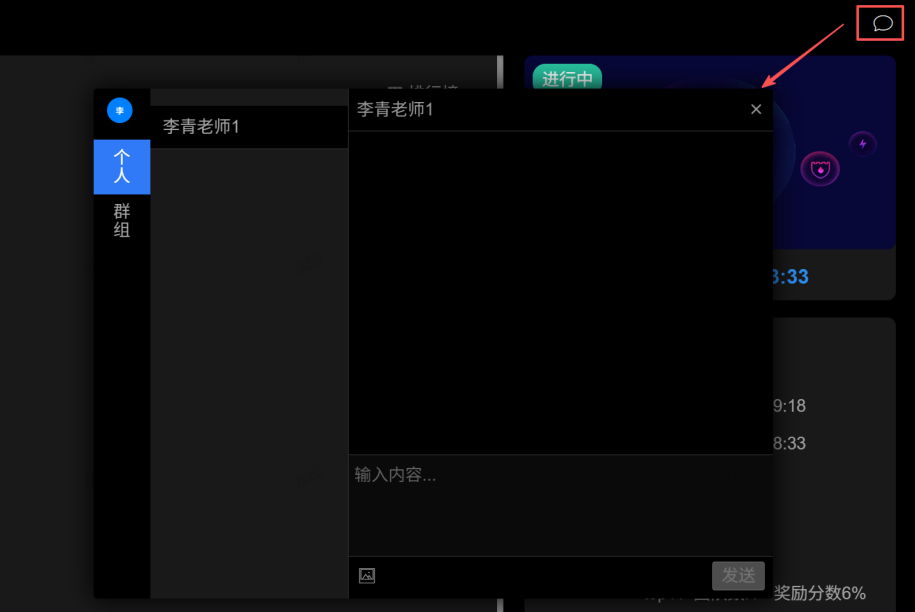 进行中
李
李青老师1
李青老师1
个人
群组
3:33
9:18
8:33
输入内容...
发送
奖励分数6%